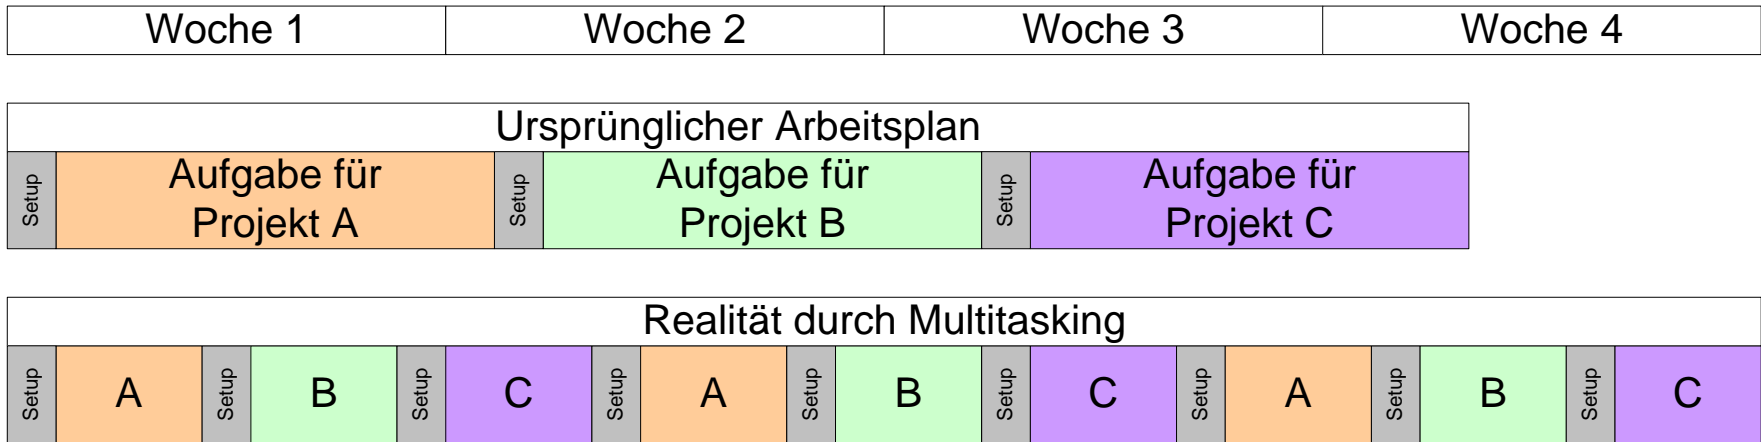 Woche 1 Woche 2 Woche 3 Woche 4
Ursprünglicher Arbeitsplan
Setup Aufgabe für Projekt A Setup Aufgabe für Projekt B Setup Aufgabe für Projekt C
Realität durch Multitasking
Setup A Setup B Setup C Setup A Setup B Setup C Setup A Setup B Setup C